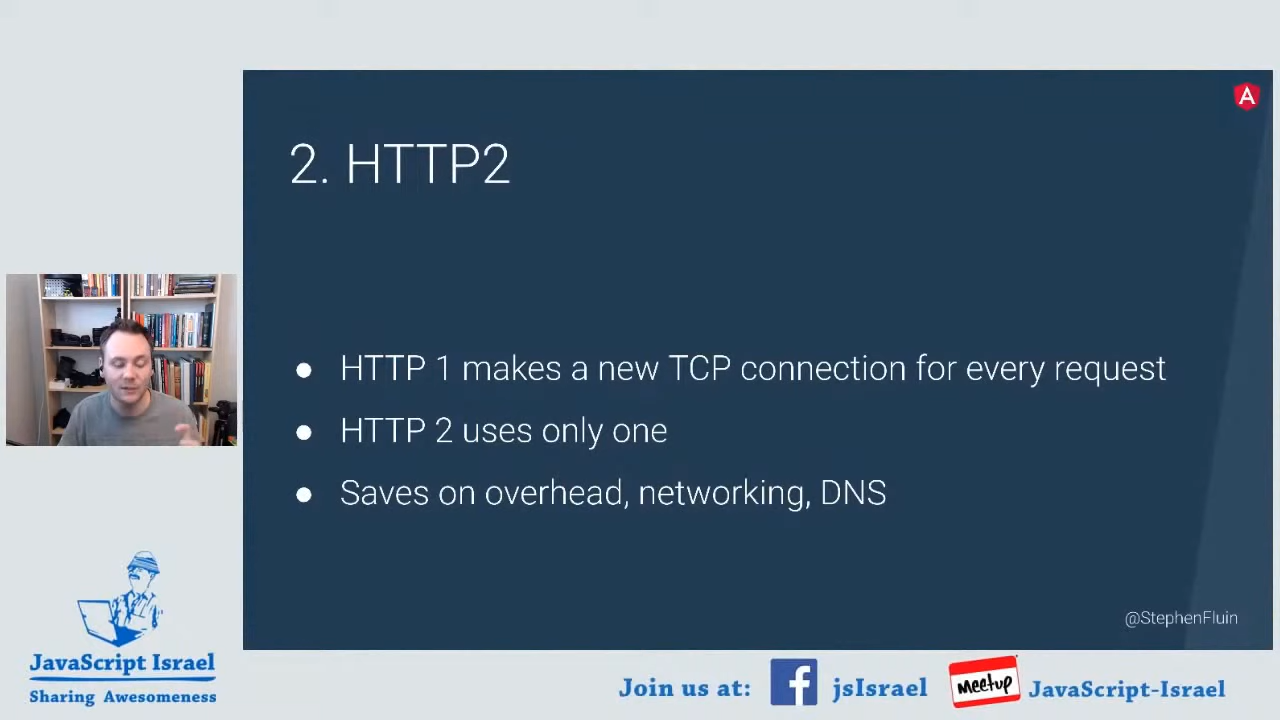 A
2. HTTP2
● HTTP 1 makes a new TCP connection for every request
● HTTP 2 uses only one
● Saves on overhead, networking, DNS
@StephenFluin
JavaScript Israel
Sharing Awesomeness
Join us at: f jsIsrael meetup JavaScript-Israel